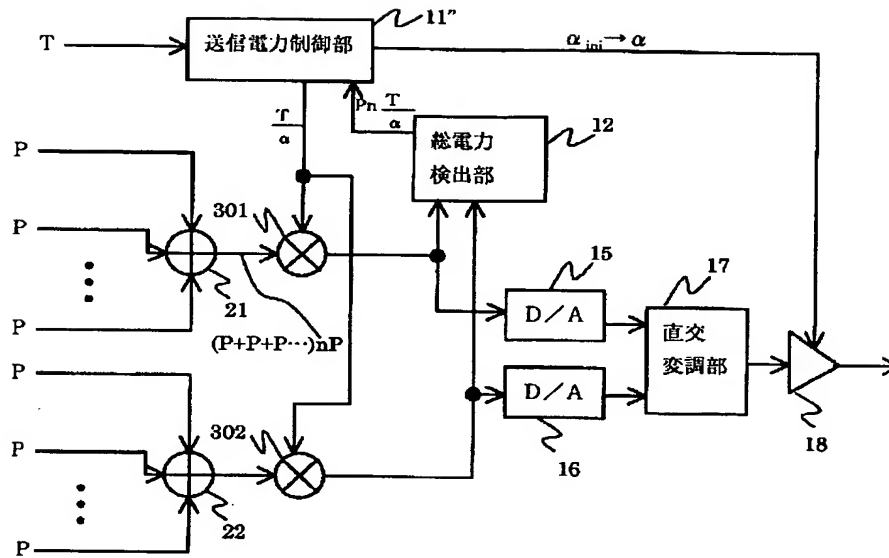 T
送信電力制御部
11"
α ini → α
T
α
Pn T
α
総電力
検出部
12
P
P
P
301
21
(P+P+P…)nP
15
D/A
17
直交
変調部
18
D/A
16
P
P
P
302
22